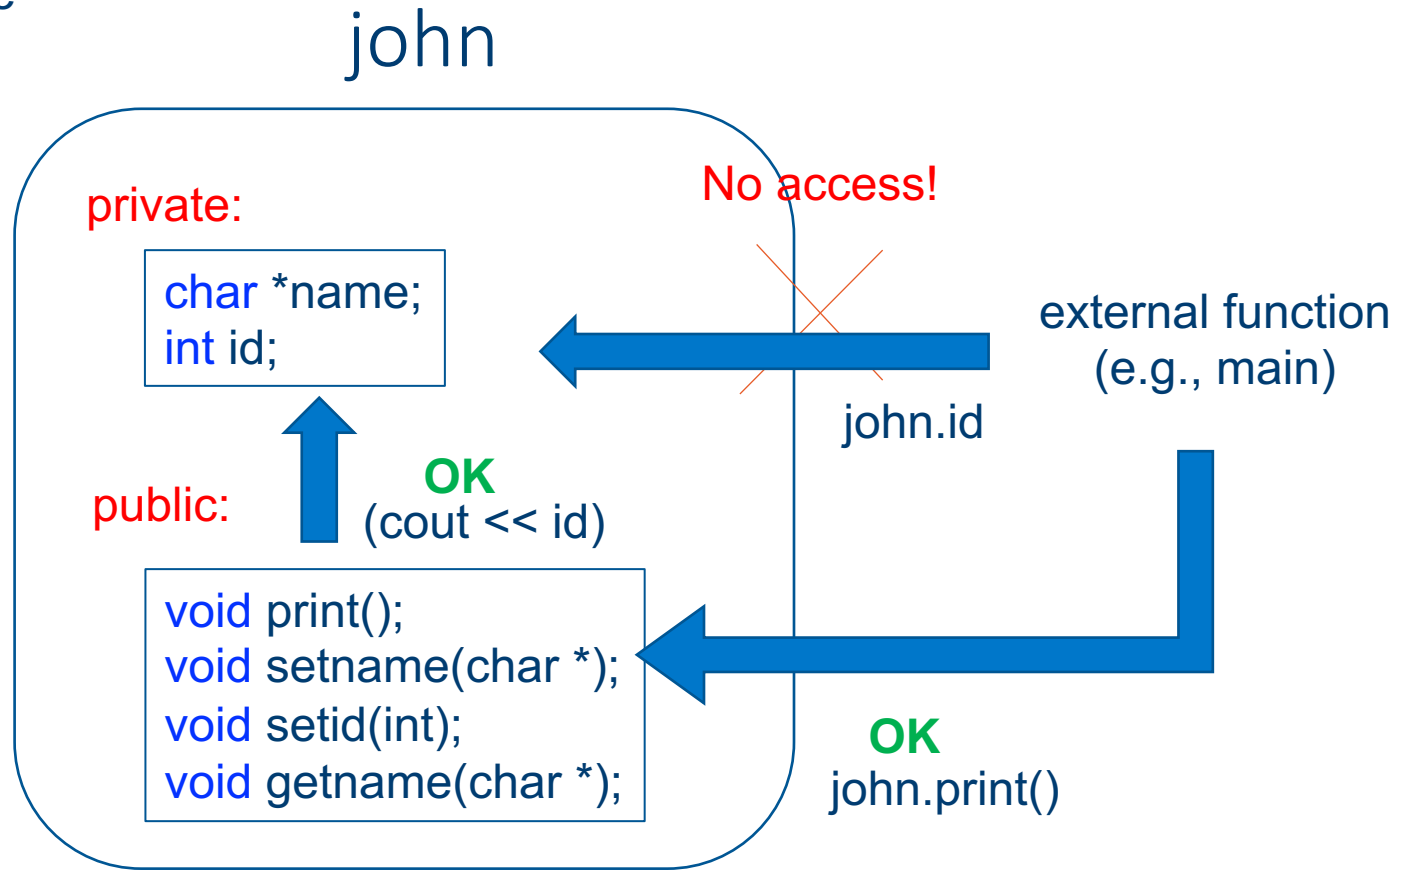 john
private:
char *name;
int id;
No access!
external function
(e.g., main)
john.id
OK
(cout << id)
public:
void print();
void setname(char *);
void setid(int);
void getname(char *);
OK
john.print()